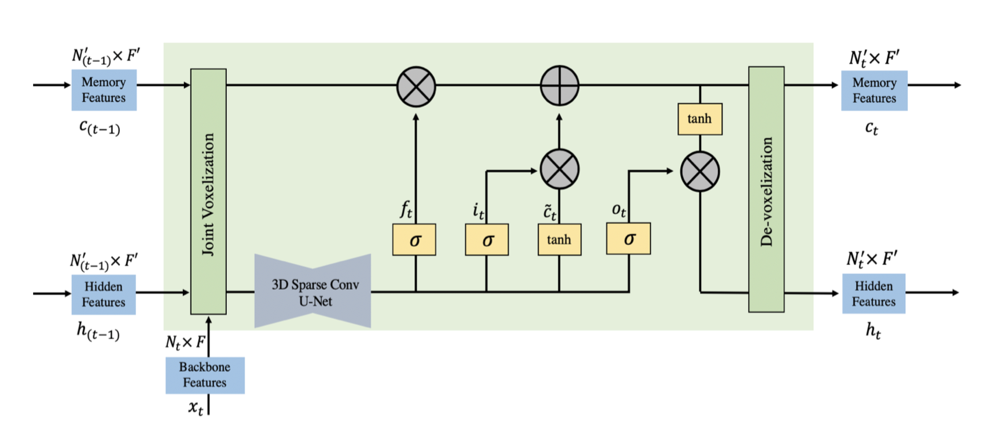 N′(t−1)× F′
Memory
Features
c(t−1)
N′(t−1)× F′
Hidden
Features
h(t−1)
Nt× F
Backbone
Features
xt
Joint Voxelization
3D Sparse Conv
U-Net
ft
σ
it
σ
c̃t
tanh
ot
σ
tanh
De-voxelization
N′t× F′
Memory
Features
ct
N′t× F′
Hidden
Features
ht